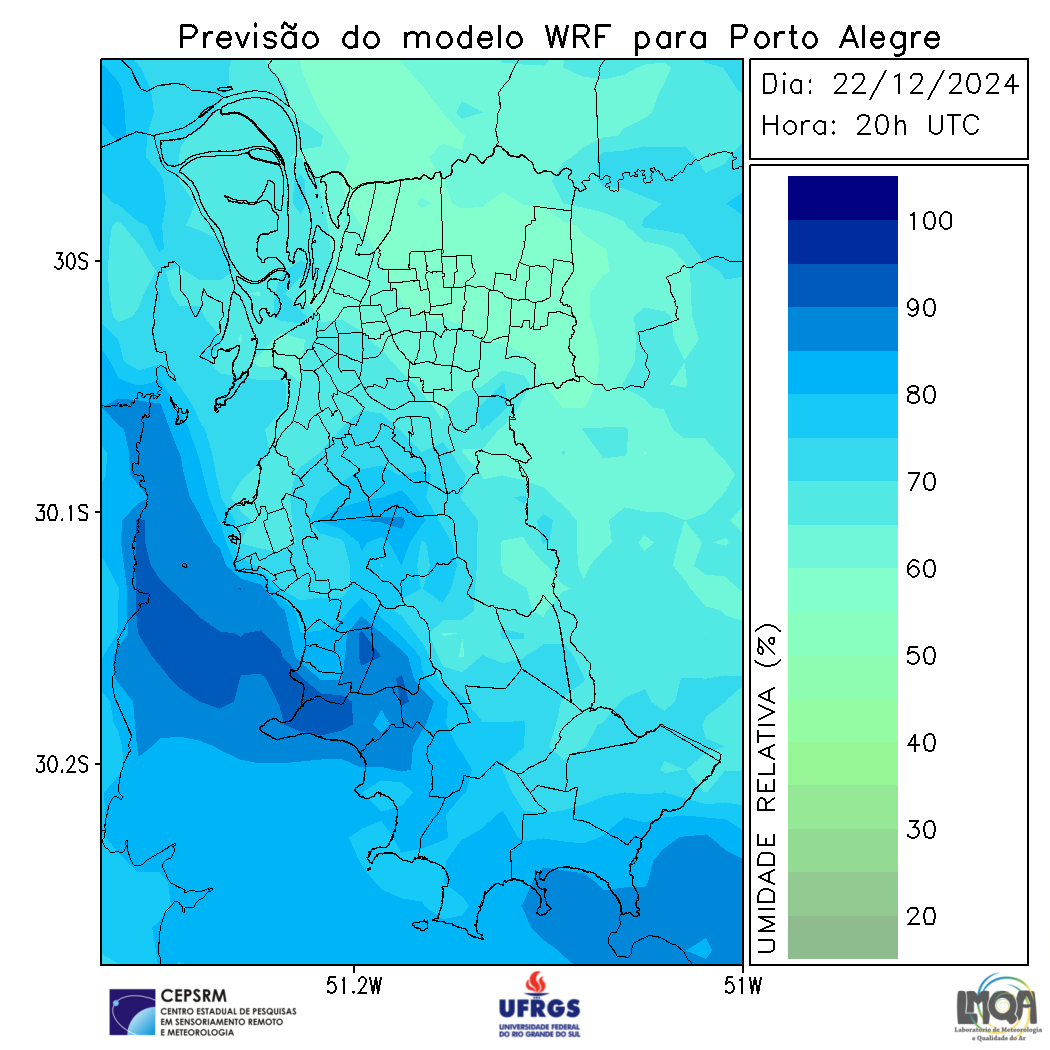 Previsão do modelo WRF para Porto Alegre
Dia: 22/12/2024
Hora: 20h UTC
100
90
80
70
60
50
40
30
20
UMIDADE RELATIVA (%)
30S
30.1S
30.2S
51.2W
51W
CEPSRM
CENTRO ESTADUAL DE PESQUISAS
EM SENSORIAMENTO REMOTO
E METEOROLOGIA
UFRGS
UNIVERSIDADE FEDERAL
DO RIO GRANDE DO SUL
LMQA
Laboratório de Meteorologia
e Qualidade do Ar